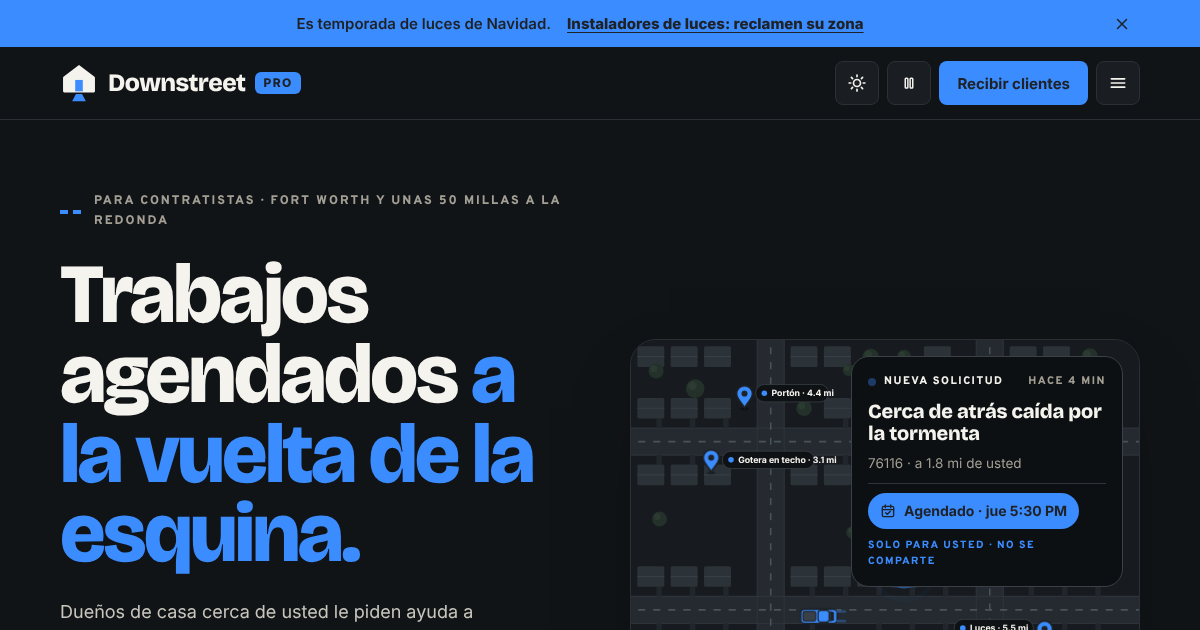 Es temporada de luces de Navidad. Instaladores de luces: reclamen su zona
Downstreet PRO
Recibir clientes
PARA CONTRATISTAS · FORT WORTH Y UNAS 50 MILLAS A LA
REDONDA
Trabajos
agendados a
la vuelta de la
esquina.
Dueños de casa cerca de usted le piden ayuda a
Portón · 4.4 mi
Gotera en techo · 3.1 mi
NUEVA SOLICITUD HACE 4 MIN
Cerca de atrás caída por
la tormenta
76116 · a 1.8 mi de usted
Agendado · jue 5:30 PM
SOLO PARA USTED · NO SE
COMPARTE
Luces · 5.5 mi